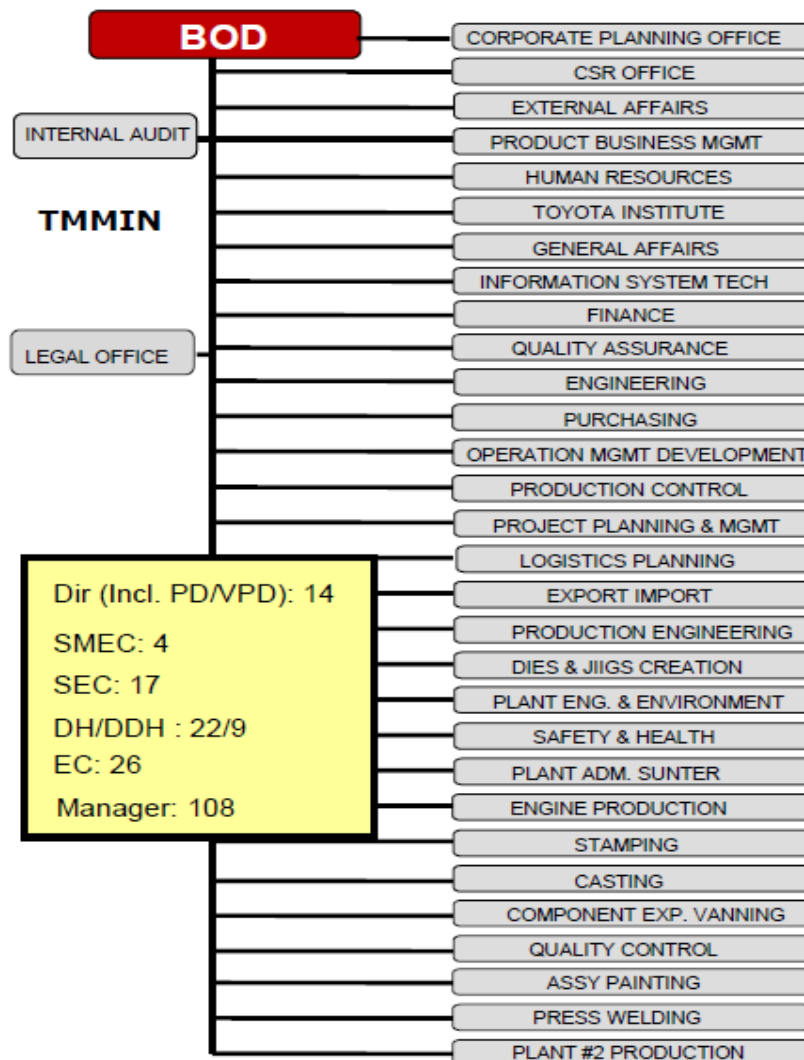 BOD
CORPORATE PLANNING OFFICE
CSR OFFICE
EXTERNAL AFFAIRS
INTERNAL AUDIT
PRODUCT BUSINESS MGMT
HUMAN RESOURCES
TMMIN
TOYOTA INSTITUTE
GENERAL AFFAIRS
INFORMATION SYSTEM TECH
FINANCE
LEGAL OFFICE
QUALITY ASSURANCE
ENGINEERING
PURCHASING
OPERATION MGMT DEVELOPMENT
PRODUCTION CONTROL
PROJECT PLANNING & MGMT
LOGISTICS PLANNING
EXPORT IMPORT
PRODUCTION ENGINEERING
DIES & JIIGS CREATION
PLANT ENG. & ENVIRONMENT
SAFETY & HEALTH
PLANT ADM. SUNTER
ENGINE PRODUCTION
STAMPING
CASTING
COMPONENT EXP. VANNING
QUALITY CONTROL
ASSY PAINTING
PRESS WELDING
PLANT #2 PRODUCTION
Dir (Incl. PD/VPD): 14
SMEC: 4
SEC: 17
DH/DDH : 22/9
EC: 26
Manager: 108